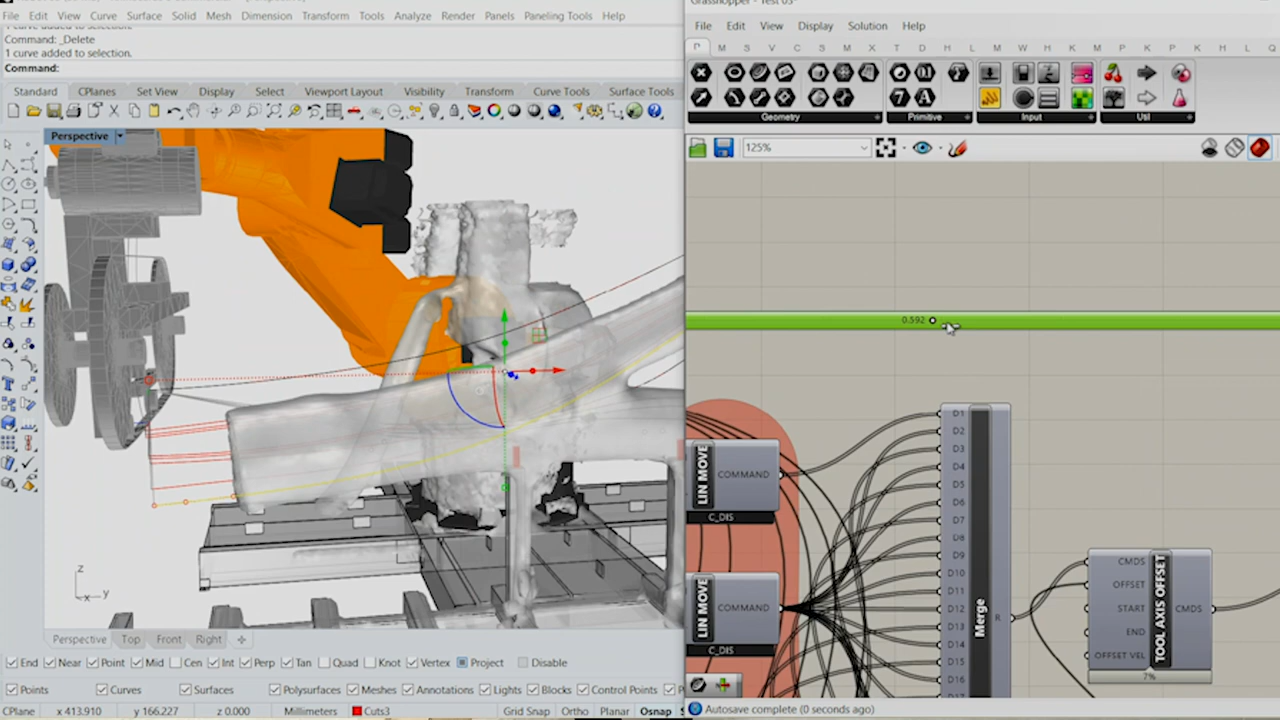 File Edit View Curve Surface Solid Mesh Dimension Transform Tools Analyze Render Panels Paneling Tools Help
Command: _Delete
1 curve added to selection.
Command:
Standard CPlanes Set View Display Select Viewport Layout Visibility Transform Curve Tools Surface Tools
Perspective
z
x y
Perspective Top Front Right
End Near Point Mid Cen Int Perp Tan Quad Knot Vertex Project Disable
Points Curves Surfaces Polysurfaces Meshes Annotations Lights Blocks Control Points
CPlane x 413.910 y 166.227 z 0.000 Millimeters Cuts3 Grid Snap Ortho Planar Osnap
File Edit View Display Solution Help
P M S V C S M X T D H L M W H K M P K P C H L Q
Geometry Primitive Input Util
125%
0.592
LIN MOVE
COMMAND
C_DIS
LIN MOVE
COMMAND
C_DIS
D1
D2
D3
D4
D5
D6
D7
D8
D9
D10
D11
D12
D13
D14
D15
D16
Merge
R
CMDS
OFFSET
START
END
OFFSET VEL
TOOL AXIS OFFSET
CMDS
7%
Autosave complete (0 seconds ago)